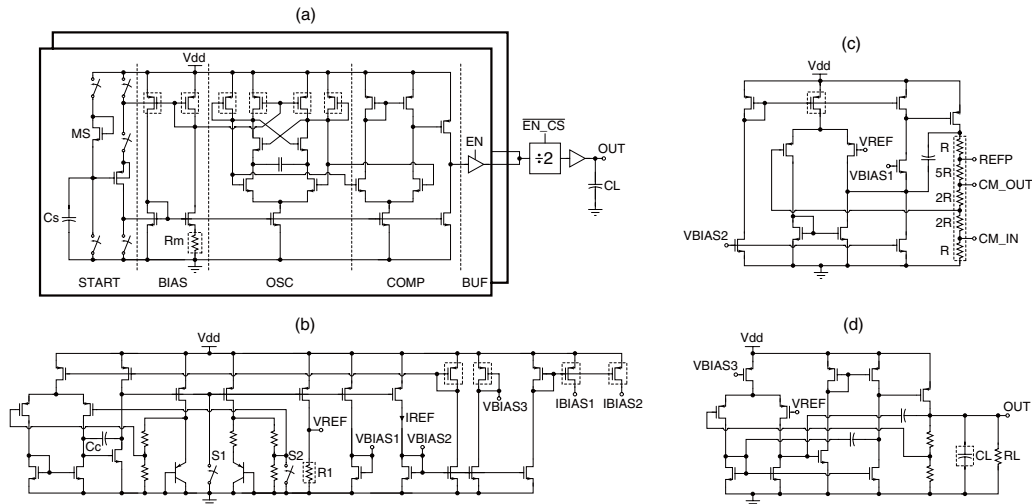 (a)
Vdd
MS
Cs
Rm
START
BIAS
OSC
COMP
BUF
EN
EN_CS
÷2
OUT
CL
(c)
Vdd
VREF
VBIAS1
VBIAS2
R
REFP
5R
CM_OUT
2R
2R
CM_IN
R
(b)
Vdd
Cc
S1
S2
VREF
R1
IREF
VBIAS1
VBIAS2
VBIAS3
IBIAS1
IBIAS2
(d)
Vdd
VBIAS3
VREF
OUT
CL
RL